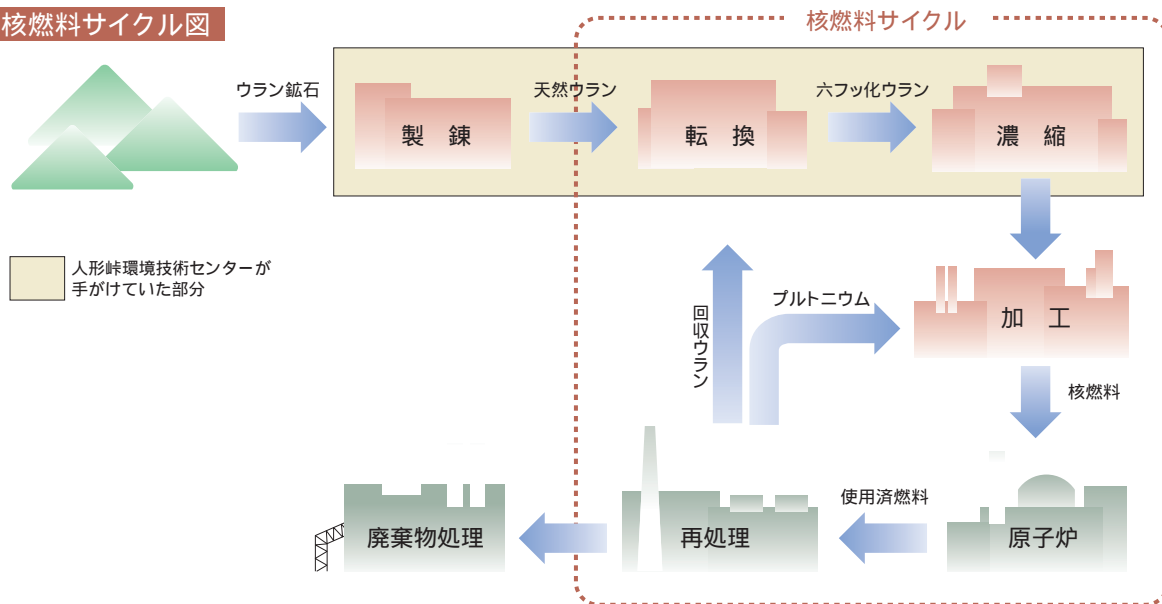 核燃料サイクル図
核燃料サイクル
ウラン鉱石
天然ウラン
六フッ化ウラン
製錬
転換
濃縮
人形峠環境技術センターが
手がけていた部分
回収ウラン
プルトニウム
加工
核燃料
使用済燃料
廃棄物処理
再処理
原子炉